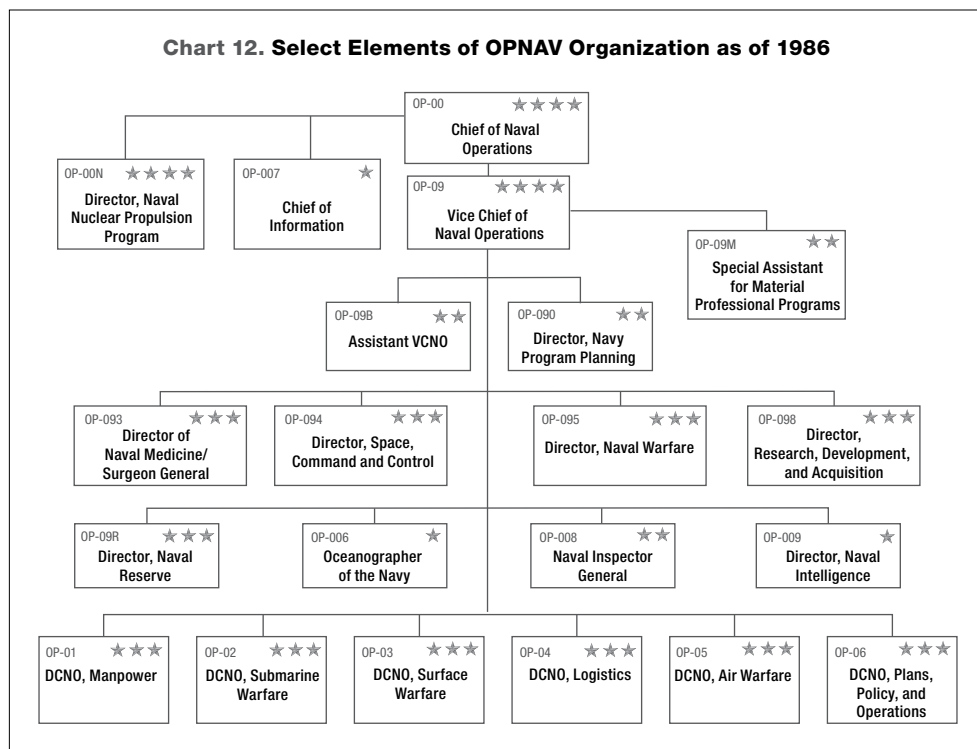 Chart 12. Select Elements of OPNAV Organization as of 1986
OP-00
Chief of Naval
Operations
OP-00N
Director, Naval
Nuclear Propulsion
Program
OP-007
Chief of
Information
OP-09
Vice Chief of
Naval Operations
OP-09M
Special Assistant
for Material
Professional Programs
OP-09B
Assistant VCNO
OP-090
Director, Navy
Program Planning
OP-093
Director of
Naval Medicine/
Surgeon General
OP-094
Director, Space,
Command and Control
OP-095
Director, Naval Warfare
OP-098
Director,
Research, Development,
and Acquisition
OP-09R
Director, Naval
Reserve
OP-006
Oceanographer
of the Navy
OP-008
Naval Inspector
General
OP-009
Director, Naval
Intelligence
OP-01
DCNO, Manpower
OP-02
DCNO, Submarine
Warfare
OP-03
DCNO, Surface
Warfare
OP-04
DCNO, Logistics
OP-05
DCNO, Air Warfare
OP-06
DCNO, Plans,
Policy, and
Operations